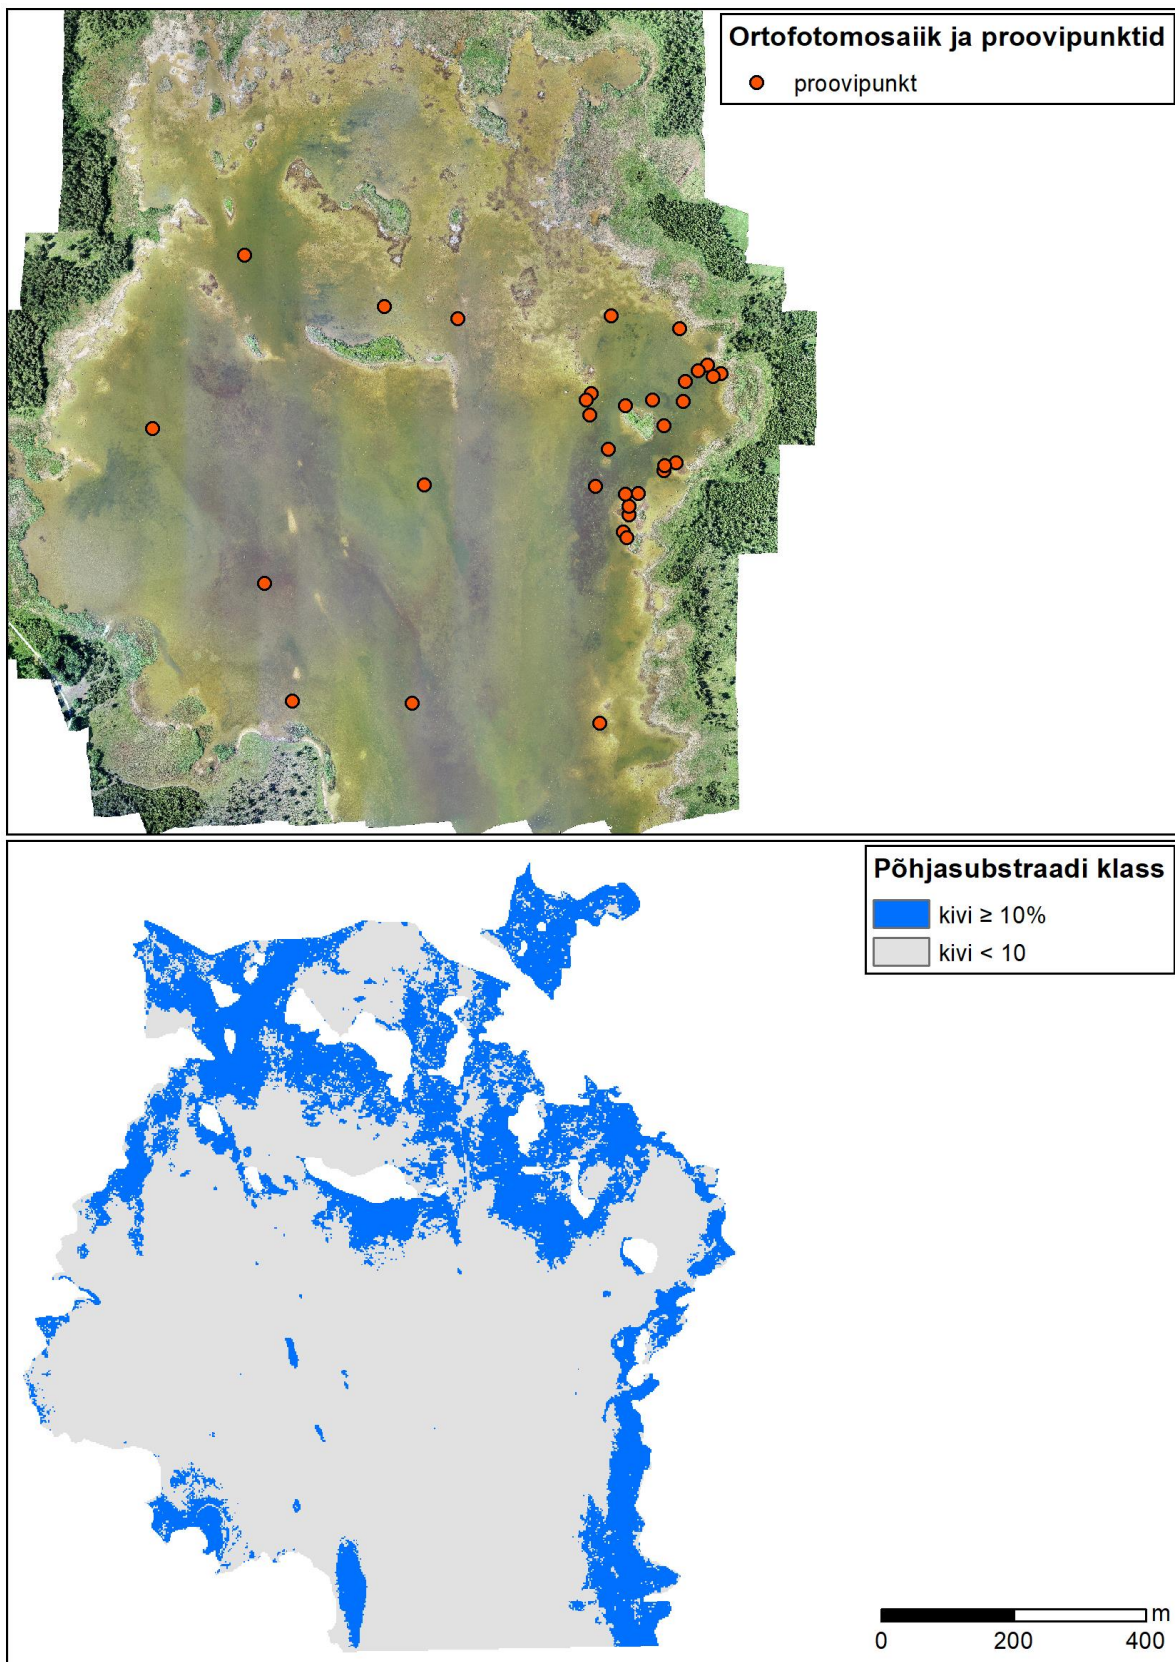 Ortofotomosaiik ja proovipunktid
proovipunkt
Põhjasubstraadi klass
kivi ≥ 10%
kivi < 10
m
0 200 400